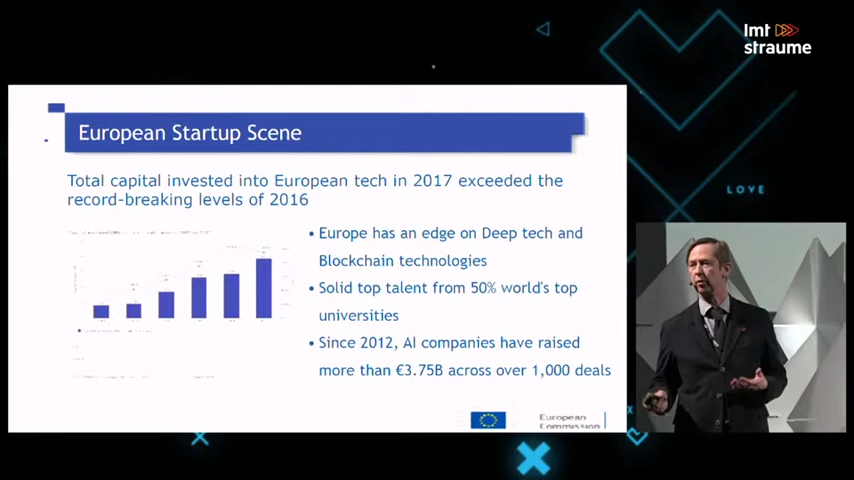 lmt
straume
European Startup Scene
Total capital invested into European tech in 2017 exceeded the
record-breaking levels of 2016
• Europe has an edge on Deep tech and
Blockchain technologies
• Solid top talent from 50% world's top
universities
• Since 2012, AI companies have raised
more than €3.75B across over 1,000 deals
LOVE
European
Commission